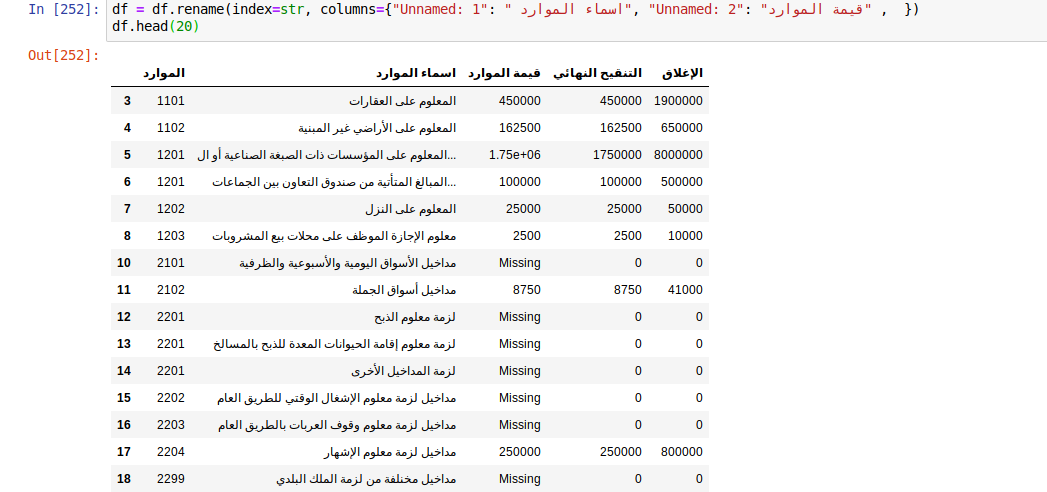 In [252]: df = df.rename(index=str, columns={"Unnamed: 1": " اسماء الموارد", "Unnamed: 2": "قيمة الموارد" ,  })
df.head(20)
Out[252]:
الموارد اسماء الموارد قيمة الموارد التنقيح النهائي الإغلاق
3 1101 المعلوم على العقارات 450000 450000 1900000
4 1102 المعلوم على الأراضي غير المبنية 162500 162500 650000
5 1201 المعلوم على المؤسسات ذات الصبغة الصناعية أو ال... 1.75e+06 1750000 8000000
6 1201 المبالغ المتأتية من صندوق التعاون بين الجماعات... 100000 100000 500000
7 1202 المعلوم على النزل 25000 25000 50000
8 1203 معلوم الإجازة الموظف على محلات بيع المشروبات 2500 2500 10000
10 2101 مداخيل الأسواق اليومية والأسبوعية والظرفية Missing 0 0
11 2102 مداخيل أسواق الجملة 8750 8750 41000
12 2201 لزمة معلوم الذبح Missing 0 0
13 2201 لزمة معلوم إقامة الحيوانات المعدة للذبح بالمسالخ Missing 0 0
14 2201 لزمة المداخيل الأخرى Missing 0 0
15 2202 مداخيل لزمة معلوم الإشغال الوقتي للطريق العام Missing 0 0
16 2203 مداخيل لزمة معلوم وقوف العربات بالطريق العام Missing 0 0
17 2204 مداخيل لزمة معلوم الإشهار 250000 250000 800000
18 2299 مداخيل مختلفة من لزمة الملك البلدي Missing 0 0